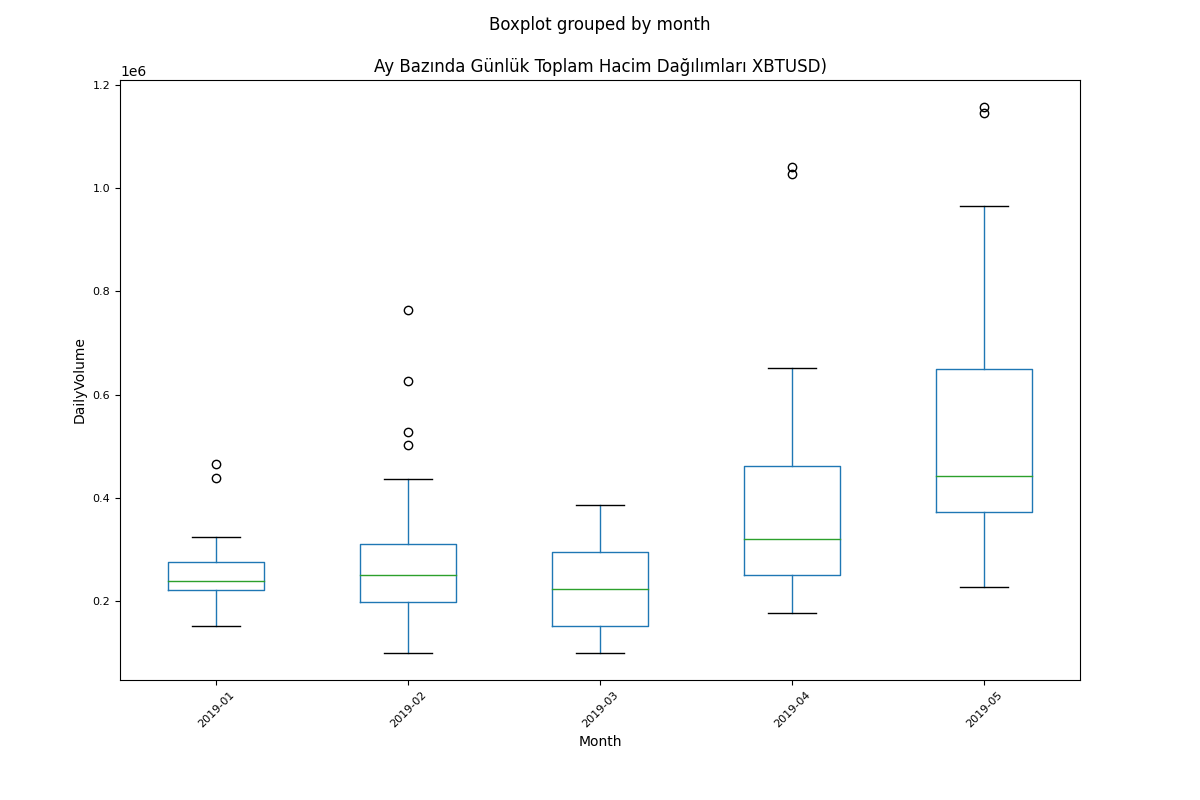 Boxplot grouped by month
Ay Bazında Günlük Toplam Hacim Dağılımları XBTUSD)
1e6
1.2
1.0
0.8
0.6
0.4
0.2
DailyVolume
2019-01
2019-02
2019-03
2019-04
2019-05
Month